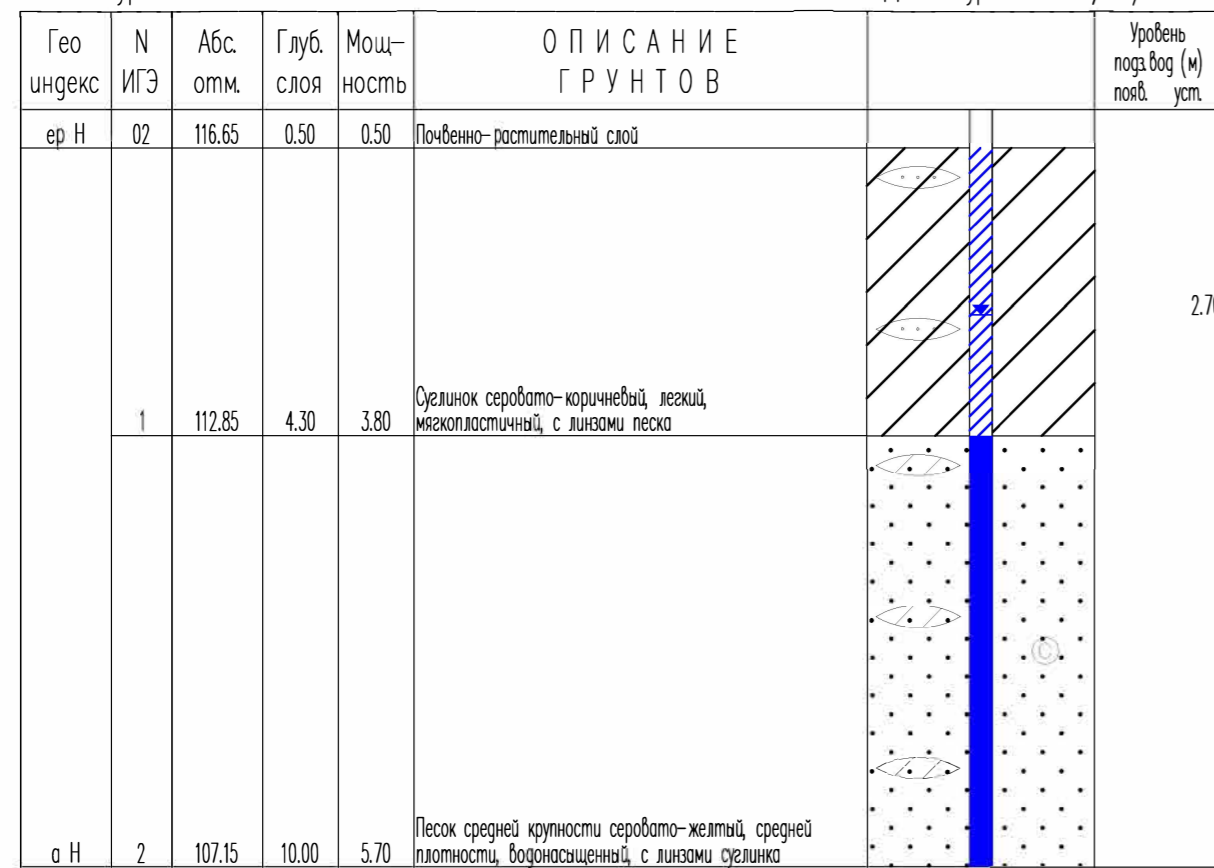 Гео индекс N ИГЭ Абс. отм. Глуб. слоя Мощ-ность ОПИСАНИЕ ГРУНТОВ Уровень подз.вод (м) появ. уст.
ер Н 02 116.65 0.50 0.50 Почвенно-растительный слой
2.70
Суглинок серовато-коричневый, легкий,
1 112.85 4.30 3.80 мягкопластичный, с линзами песка
С
Песок средней крупности серовато-желтый, средней
а Н 2 107.15 10.00 5.70 плотности, водонасыщенный, с линзами суглинка